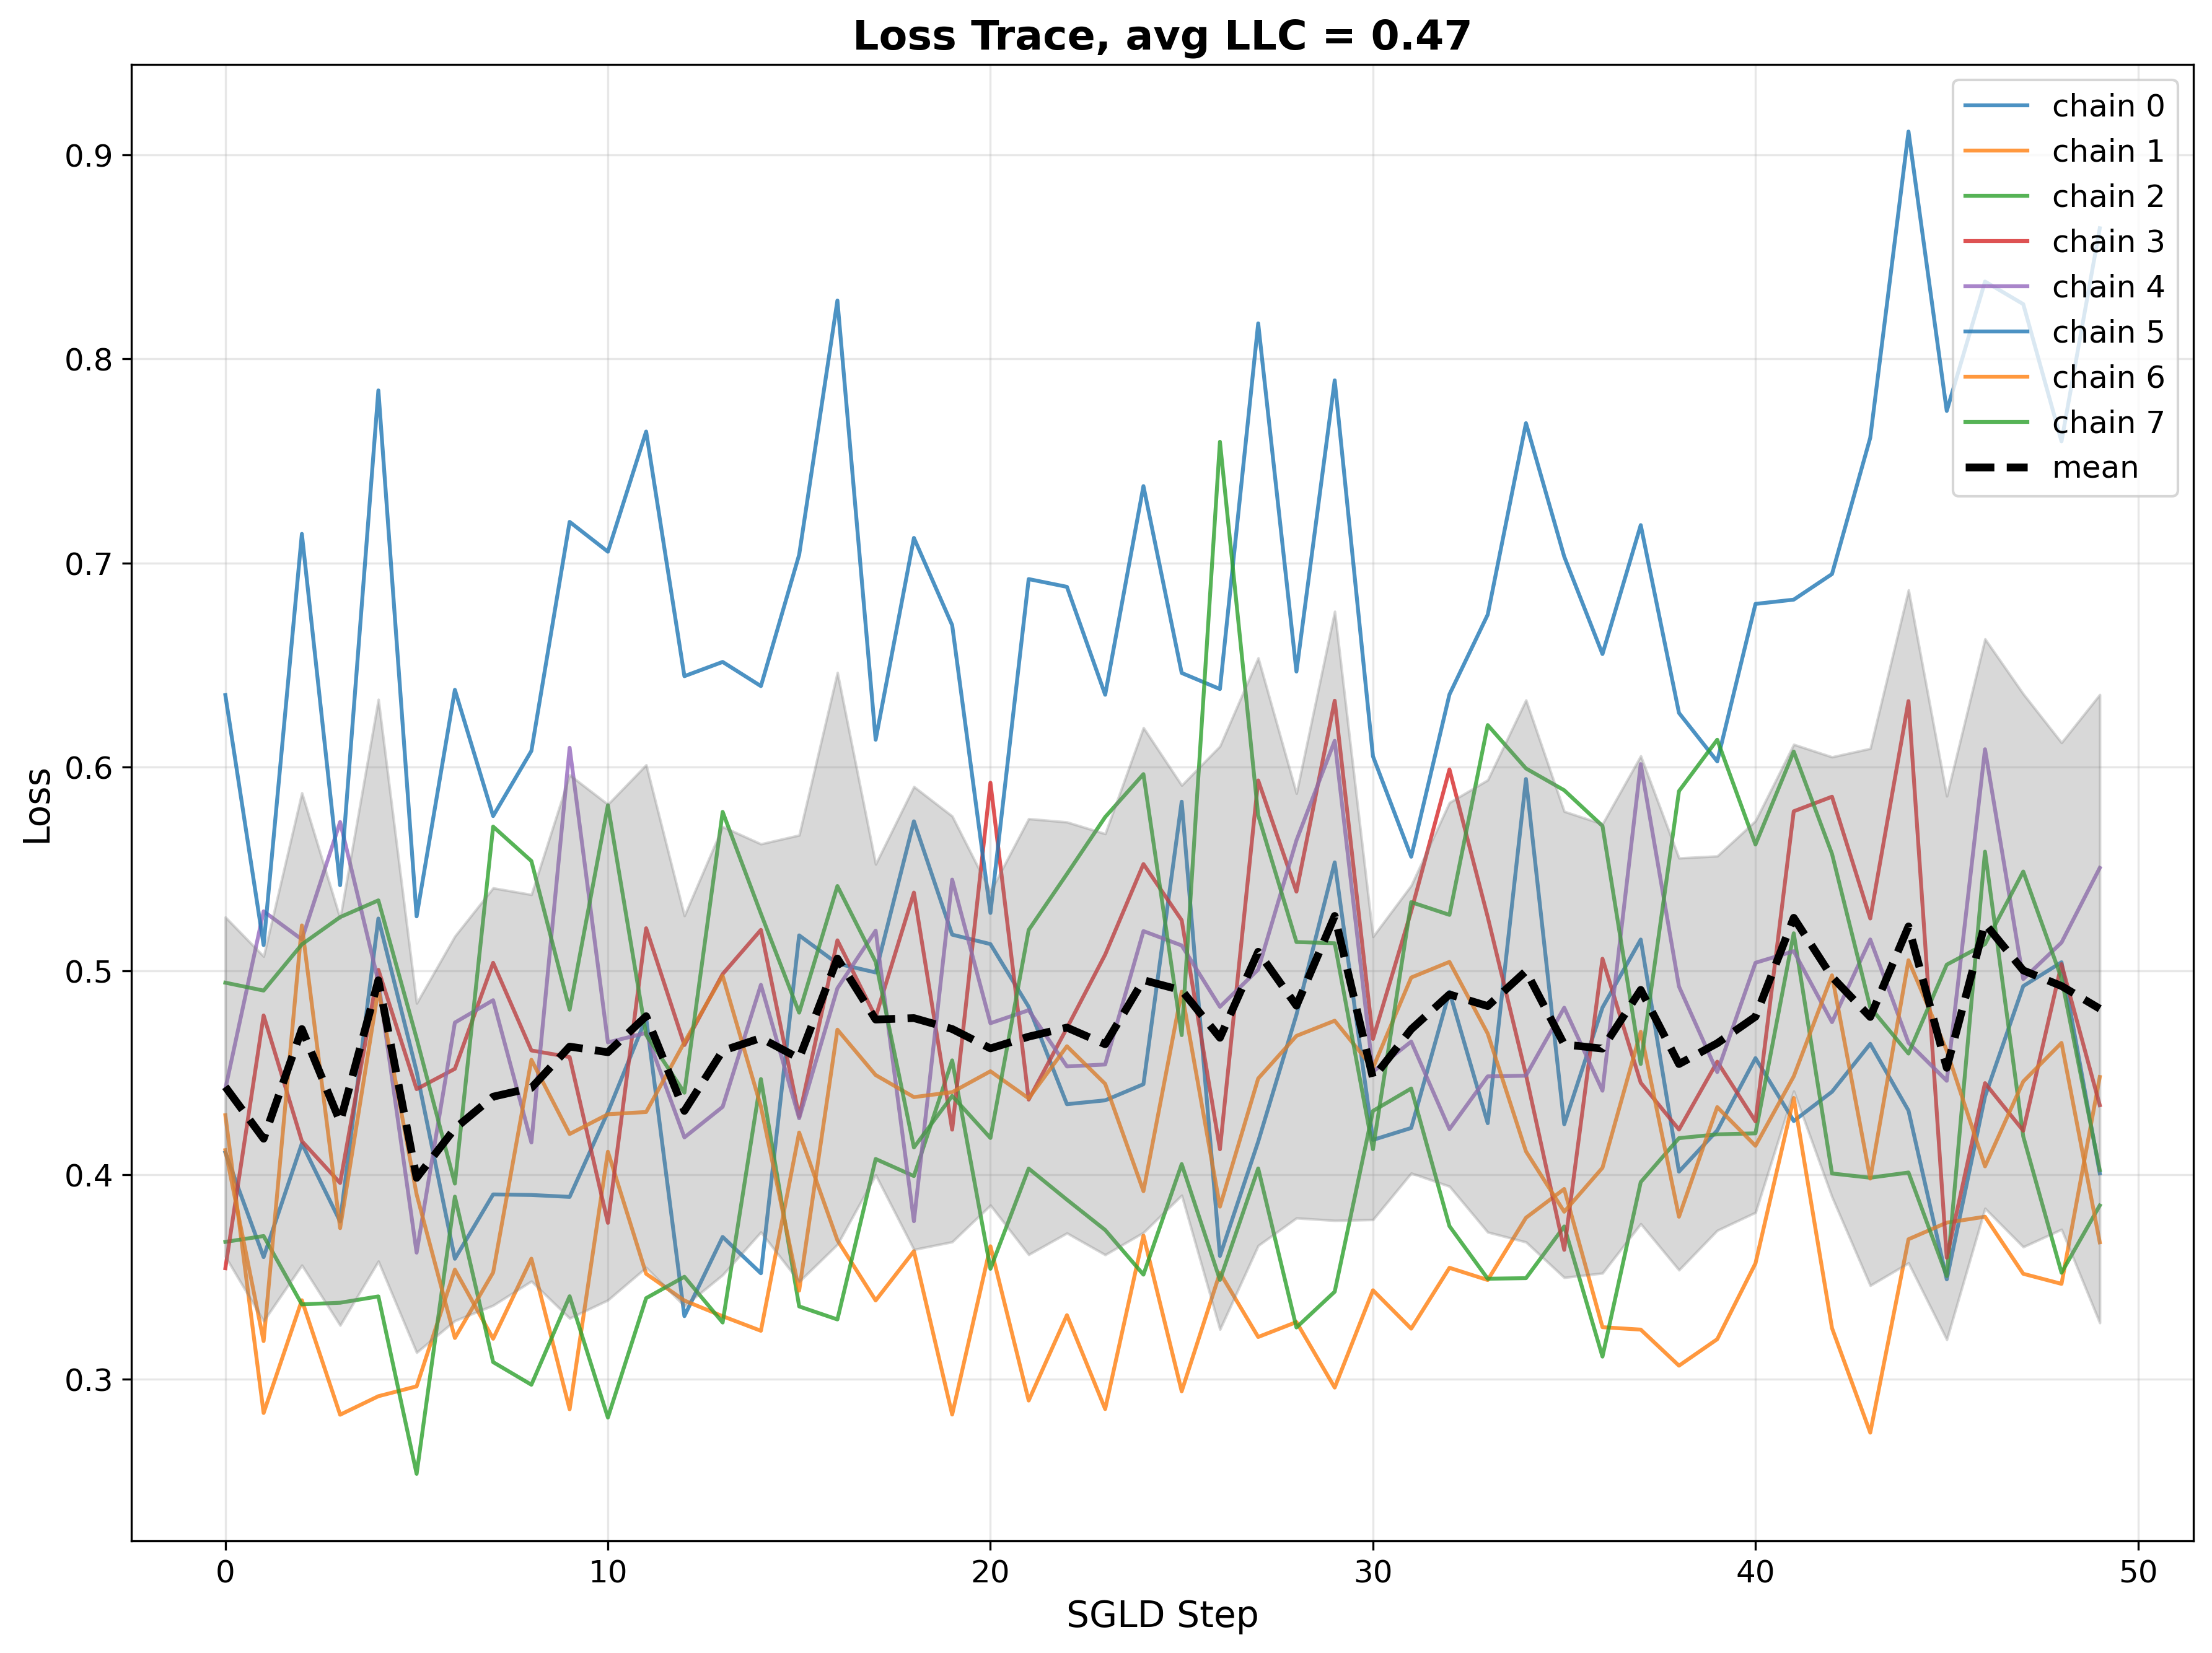 Loss Trace, avg LLC = 0.47
chain 0
chain 1
chain 2
chain 3
chain 4
chain 5
chain 6
chain 7
mean
Loss
0.9
0.8
0.7
0.6
0.5
0.4
0.3
0 10 20 30 40 50
SGLD Step